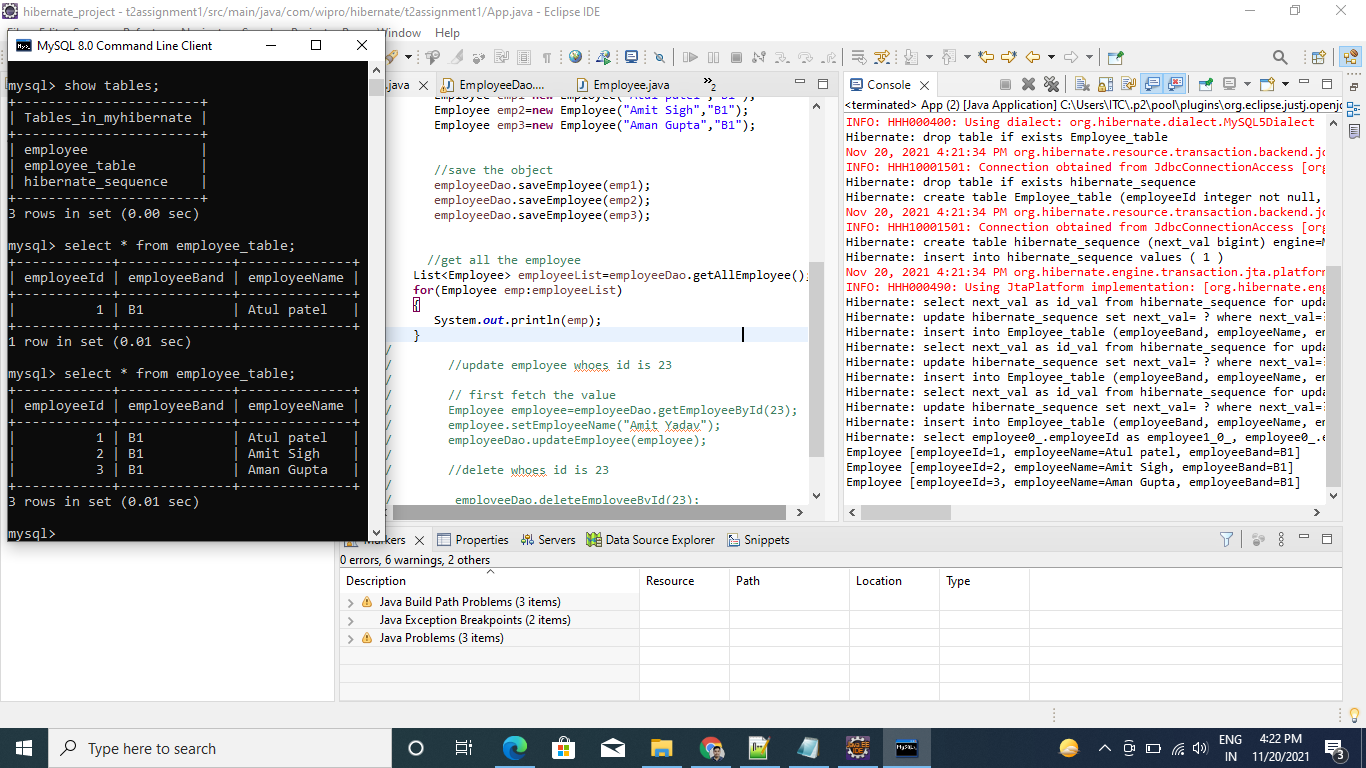 hibernate_project - t2assignment1/src/main/java/com/wipro/hibernate/t2assignment1/App.java - Eclipse IDE
Window Help
MySQL 8.0 Command Line Client
mysql> show tables;
+-----------------------+
| Tables_in_myhibernate |
+-----------------------+
| employee |
| employee_table |
| hibernate_sequence |
+-----------------------+
3 rows in set (0.00 sec)
mysql> select * from employee_table;
+------------+--------------+--------------+
| employeeId | employeeBand | employeeName |
+------------+--------------+--------------+
| 1 | B1 | Atul patel |
+------------+--------------+--------------+
1 row in set (0.01 sec)
mysql> select * from employee_table;
+------------+--------------+--------------+
| employeeId | employeeBand | employeeName |
+------------+--------------+--------------+
| 1 | B1 | Atul patel |
| 2 | B1 | Amit Sigh |
| 3 | B1 | Aman Gupta |
+------------+--------------+--------------+
3 rows in set (0.01 sec)
mysql>
.java
EmployeeDao....
Employee.java
»2
Employee emp1=new Employee("Atul patel","B1");
Employee emp2=new Employee("Amit Sigh","B1");
Employee emp3=new Employee("Aman Gupta","B1");
//save the object
employeeDao.saveEmployee(emp1);
employeeDao.saveEmployee(emp2);
employeeDao.saveEmployee(emp3);
//get all the employee
List<Employee> employeeList=employeeDao.getAllEmployee();
for(Employee emp:employeeList)
{
System.out.println(emp);
}
/
/ //update employee whoes id is 23
/
/ // first fetch the value
/ Employee employee=employeeDao.getEmployeeById(23);
/ employee.setEmployeeName("Amit Yadav");
/ employeeDao.updateEmployee(employee);
/
/ //delete whoes id is 23
/
/ employeeDao.deleteEmployeeById(23);
Console
<terminated> App (2) [Java Application] C:\Users\ITC\.p2\pool\plugins\org.eclipse.justj.openjd
INFO: HHH000400: Using dialect: org.hibernate.dialect.MySQL5Dialect
Hibernate: drop table if exists Employee_table
Nov 20, 2021 4:21:34 PM org.hibernate.resource.transaction.backend.jd
INFO: HHH10001501: Connection obtained from JdbcConnectionAccess [org
Hibernate: drop table if exists hibernate_sequence
Hibernate: create table Employee_table (employeeId integer not null,
Nov 20, 2021 4:21:34 PM org.hibernate.resource.transaction.backend.jd
INFO: HHH10001501: Connection obtained from JdbcConnectionAccess [org
Hibernate: create table hibernate_sequence (next_val bigint) engine=M
Hibernate: insert into hibernate_sequence values ( 1 )
Nov 20, 2021 4:21:34 PM org.hibernate.engine.transaction.jta.platform
INFO: HHH000490: Using JtaPlatform implementation: [org.hibernate.eng
Hibernate: select next_val as id_val from hibernate_sequence for upda
Hibernate: update hibernate_sequence set next_val= ? where next_val=?
Hibernate: insert into Employee_table (employeeBand, employeeName, em
Hibernate: select next_val as id_val from hibernate_sequence for upda
Hibernate: update hibernate_sequence set next_val= ? where next_val=?
Hibernate: insert into Employee_table (employeeBand, employeeName, em
Hibernate: select next_val as id_val from hibernate_sequence for upda
Hibernate: update hibernate_sequence set next_val= ? where next_val=?
Hibernate: insert into Employee_table (employeeBand, employeeName, em
Hibernate: select employee0_.employeeId as employee1_0_, employee0_.e
Employee [employeeId=1, employeeName=Atul patel, employeeBand=B1]
Employee [employeeId=2, employeeName=Amit Sigh, employeeBand=B1]
Employee [employeeId=3, employeeName=Aman Gupta, employeeBand=B1]
Markers
Properties
Servers
Data Source Explorer
Snippets
0 errors, 6 warnings, 2 others
Description Resource Path Location Type
Java Build Path Problems (3 items)
Java Exception Breakpoints (2 items)
Java Problems (3 items)
Type here to search
ENG
IN
4:22 PM
11/20/2021
3